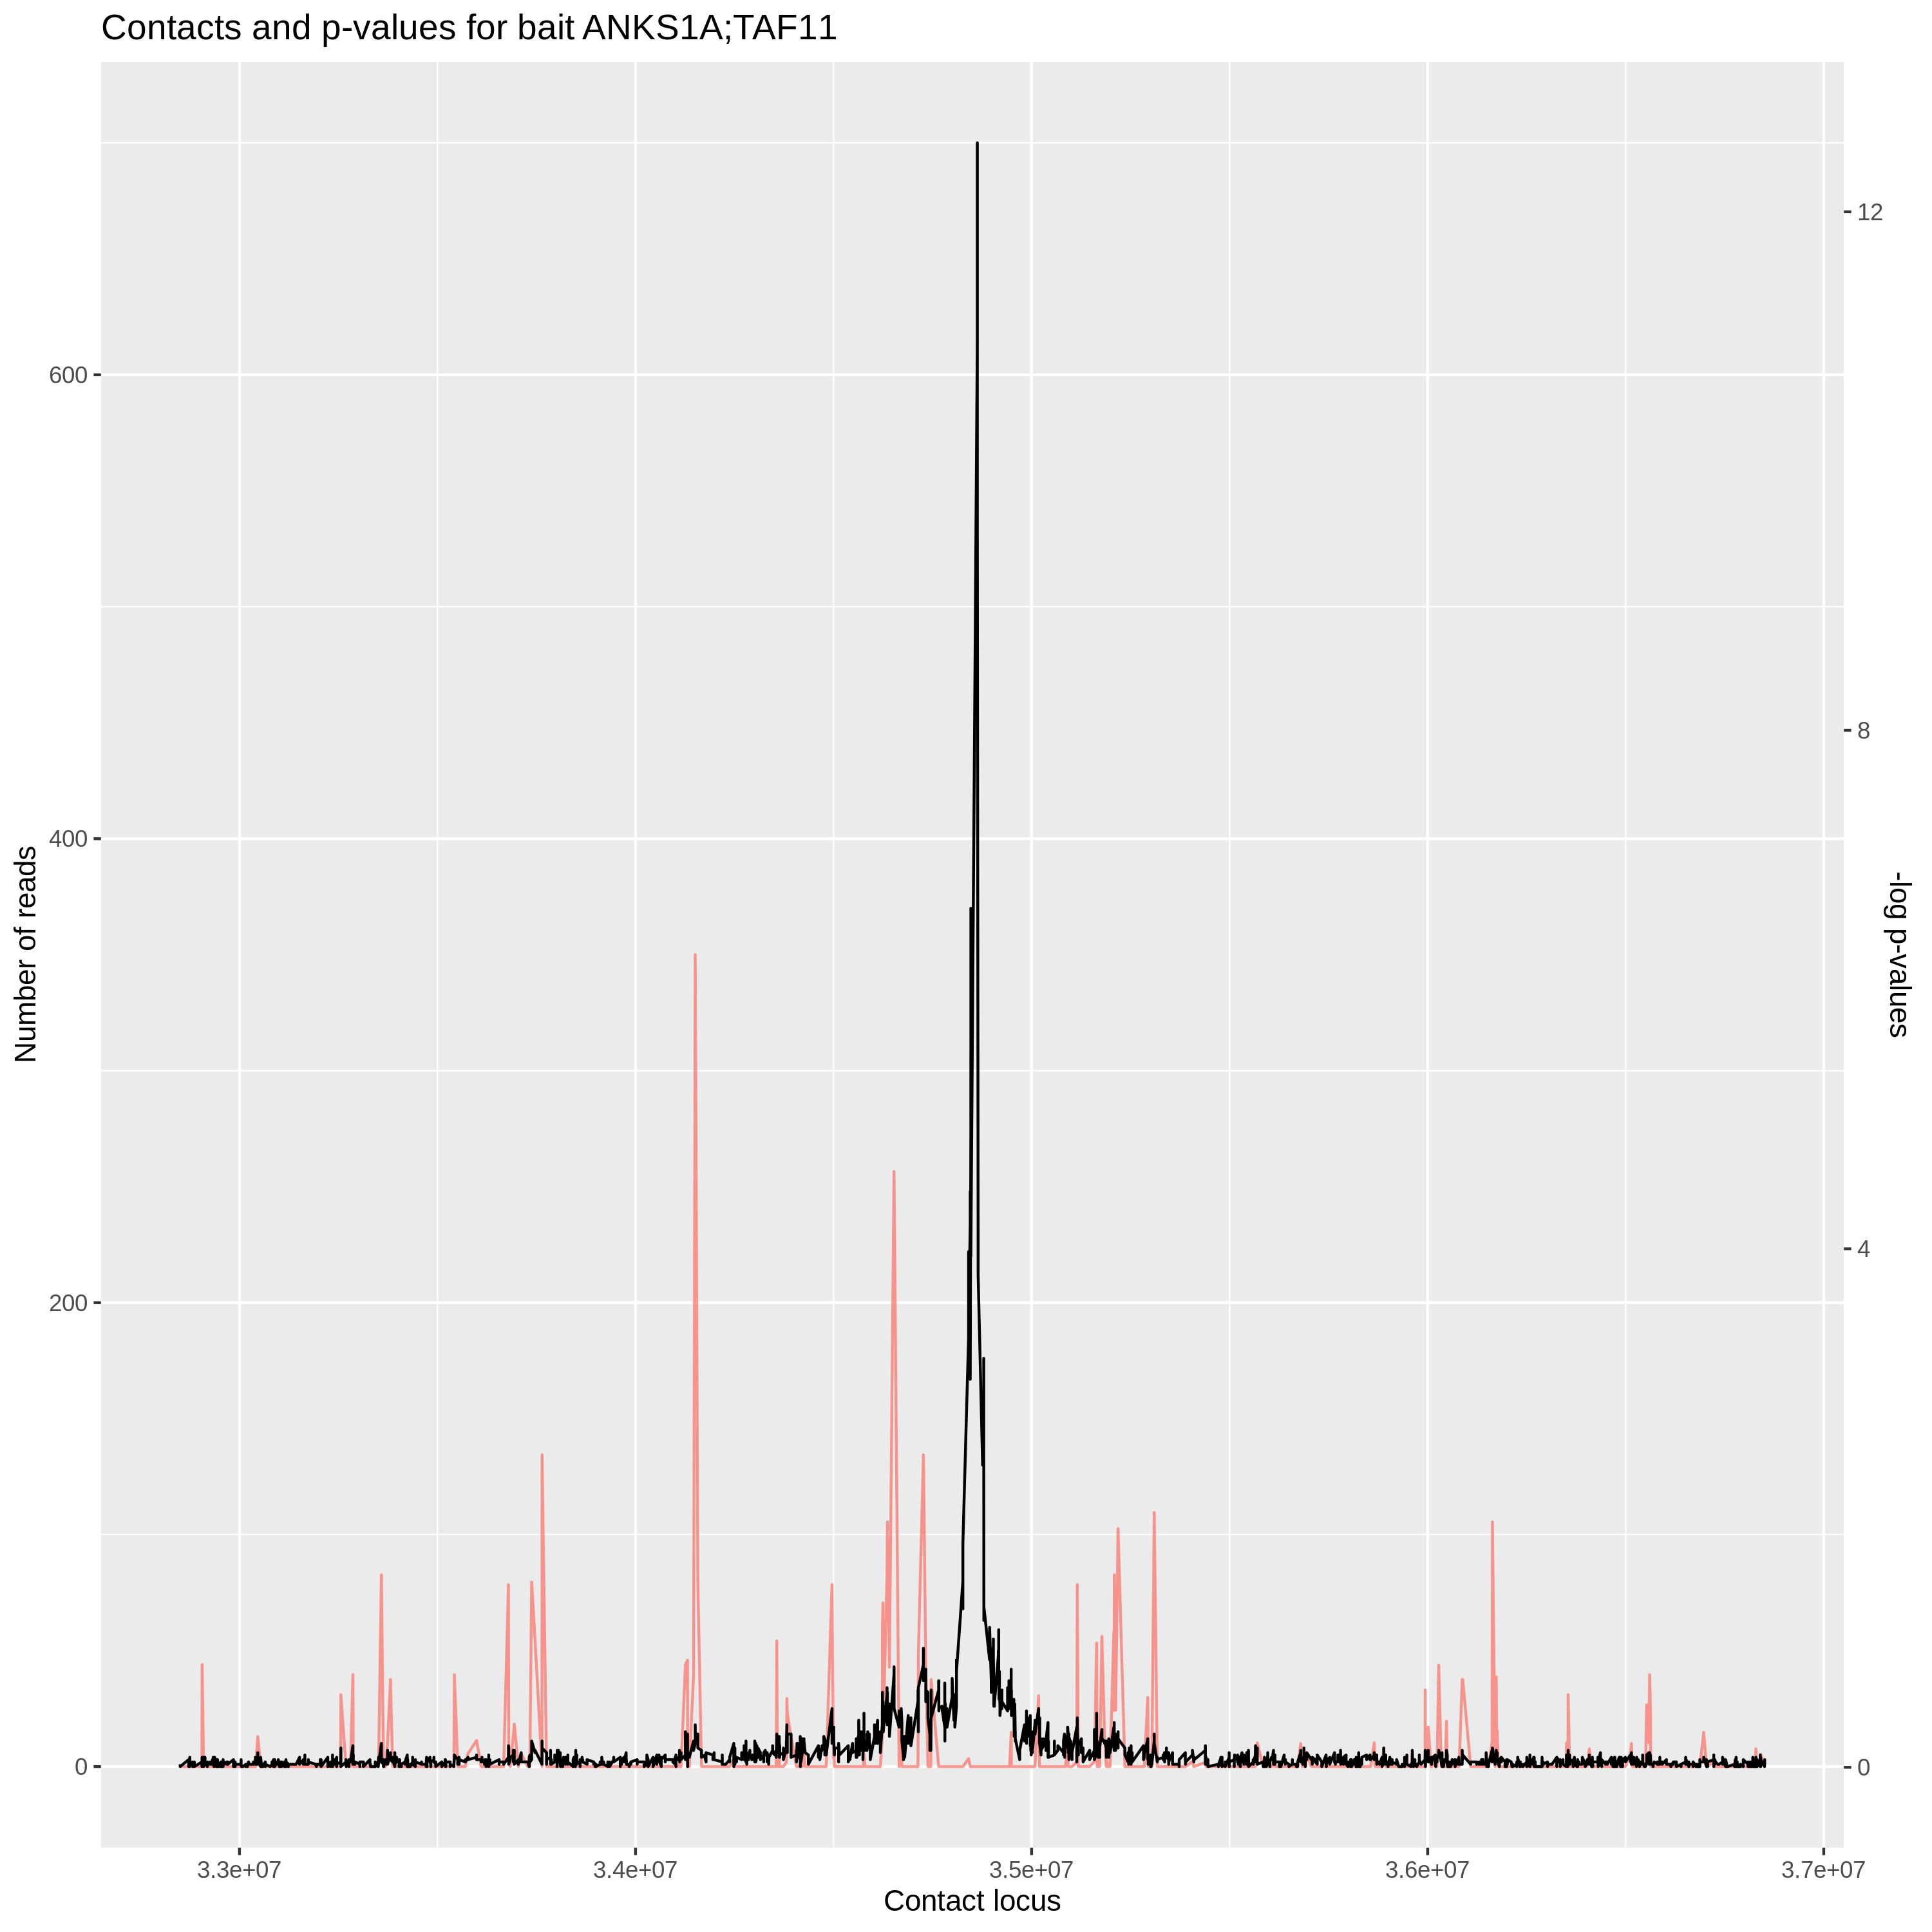 Contacts and p-values for bait ANKS1A;TAF11
12
600
8
400
Number of reads
-log p-values
4
200
0
0
3.3e+07
3.4e+07
3.5e+07
3.6e+07
3.7e+07
Contact locus